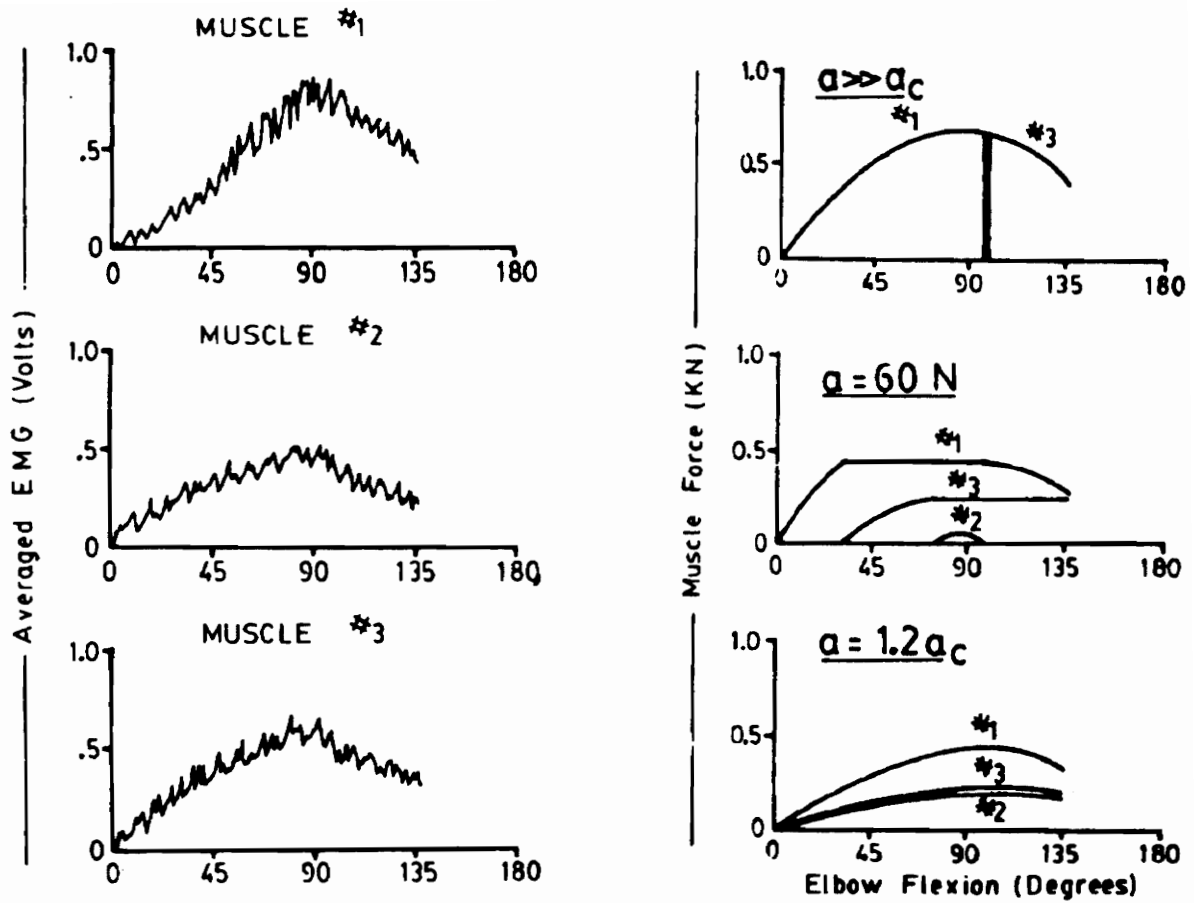 Averaged EMG (Volts)
MUSCLE #1
1.0
.5
0
0 45 90 135 180
MUSCLE #2
1.0
.5
0
0 45 90 135 180
MUSCLE #3
1.0
.5
0
0 45 90 135 180
Muscle Force (KN)
a>>ac
#1 #3
1.0
0.5
0
0 45 90 135 180
a = 60 N
#1
#3
#2
1.0
0.5
0
0 45 90 135 180
a = 1.2ac
#1
#3
#2
1.0
0.5
0
0 45 90 135 180
Elbow Flexion (Degrees)